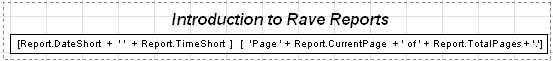 Introduction to Rave Reports
[Report.DateShort + ' ' + Report.TimeShort ] [ 'Page ' + Report.CurrentPage + ' of ' + Report.TotalPages + '.']